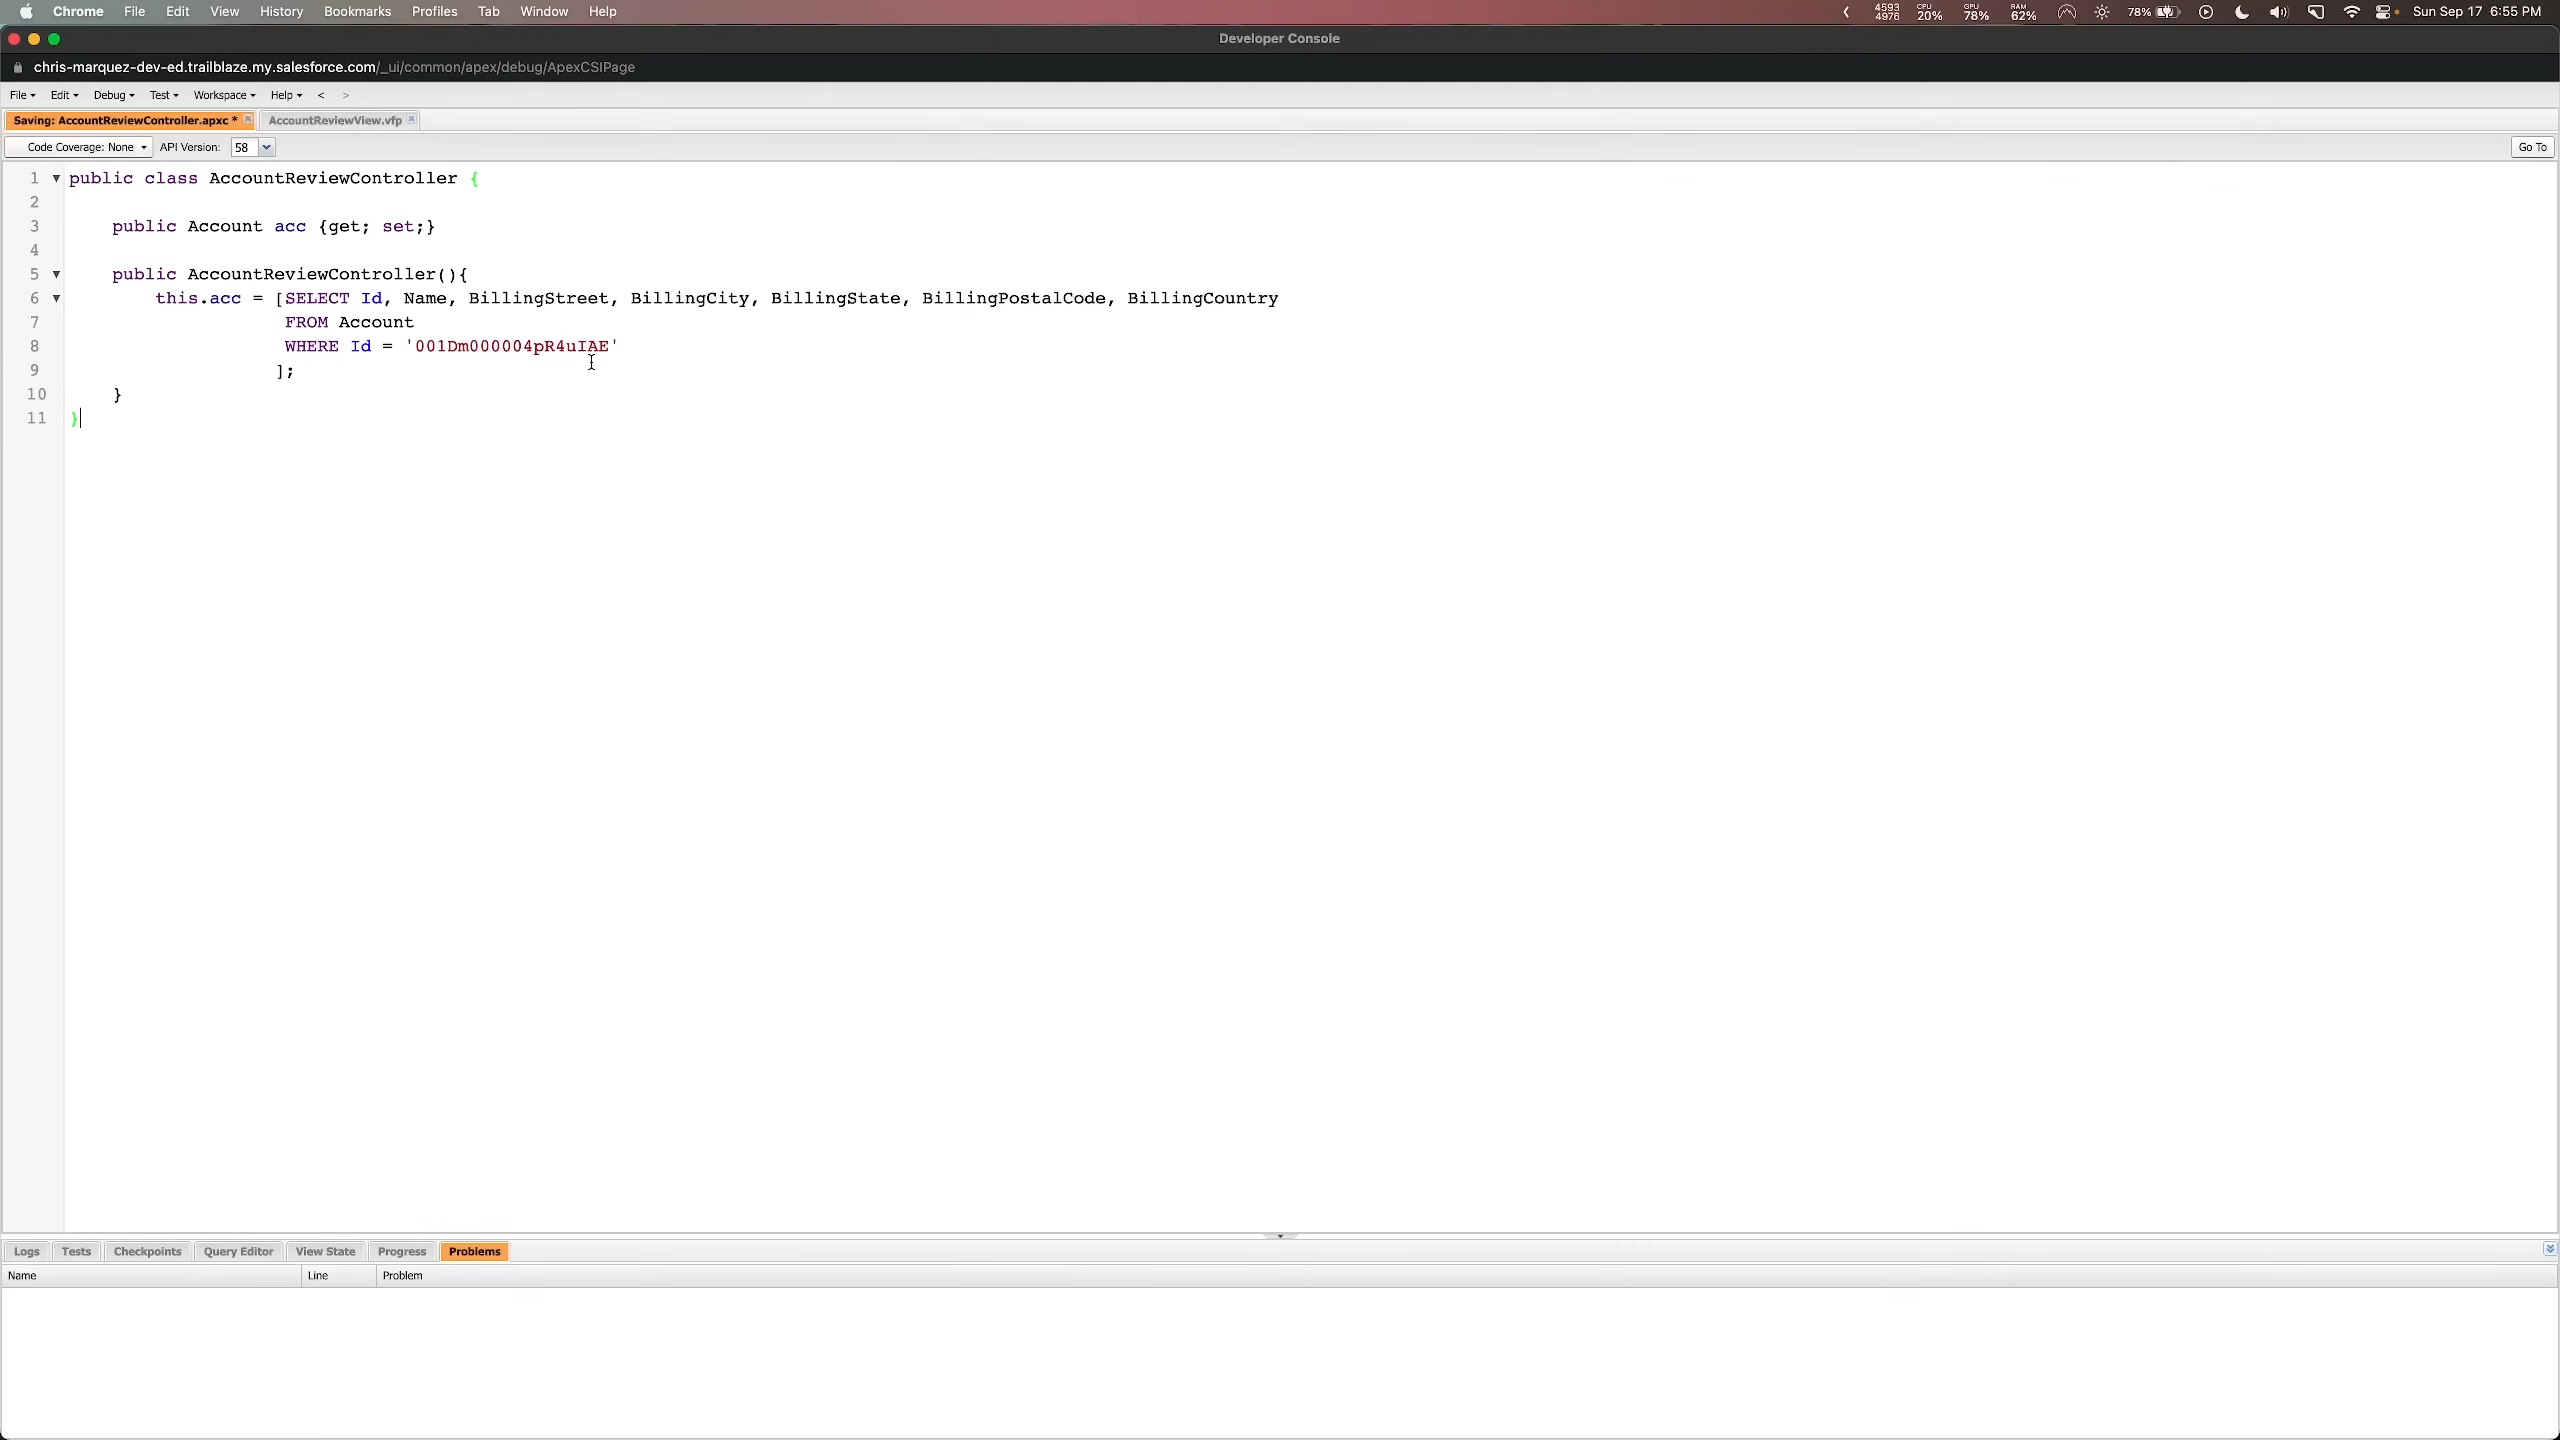 Chrome File Edit View History Bookmarks Profiles Tab Window Help 4593 4976 CPU 20% GPU 78% RAM 62% 78% Sun Sep 17 6:55 PM
Developer Console
chris-marquez-dev-ed.trailblaze.my.salesforce.com/_ui/common/apex/debug/ApexCSIPage
File Edit Debug Test Workspace Help < >
Saving: AccountReviewController.apxc * AccountReviewView.vfp
Code Coverage: None API Version: 58 Go To
1 public class AccountReviewController {
2
3 public Account acc {get; set;}
4
5 public AccountReviewController(){
6 this.acc = [SELECT Id, Name, BillingStreet, BillingCity, BillingState, BillingPostalCode, BillingCountry
7 FROM Account
8 WHERE Id = '001Dm000004pR4uIAE'
9 ];
10 }
11 }
Logs Tests Checkpoints Query Editor View State Progress Problems
Name Line Problem